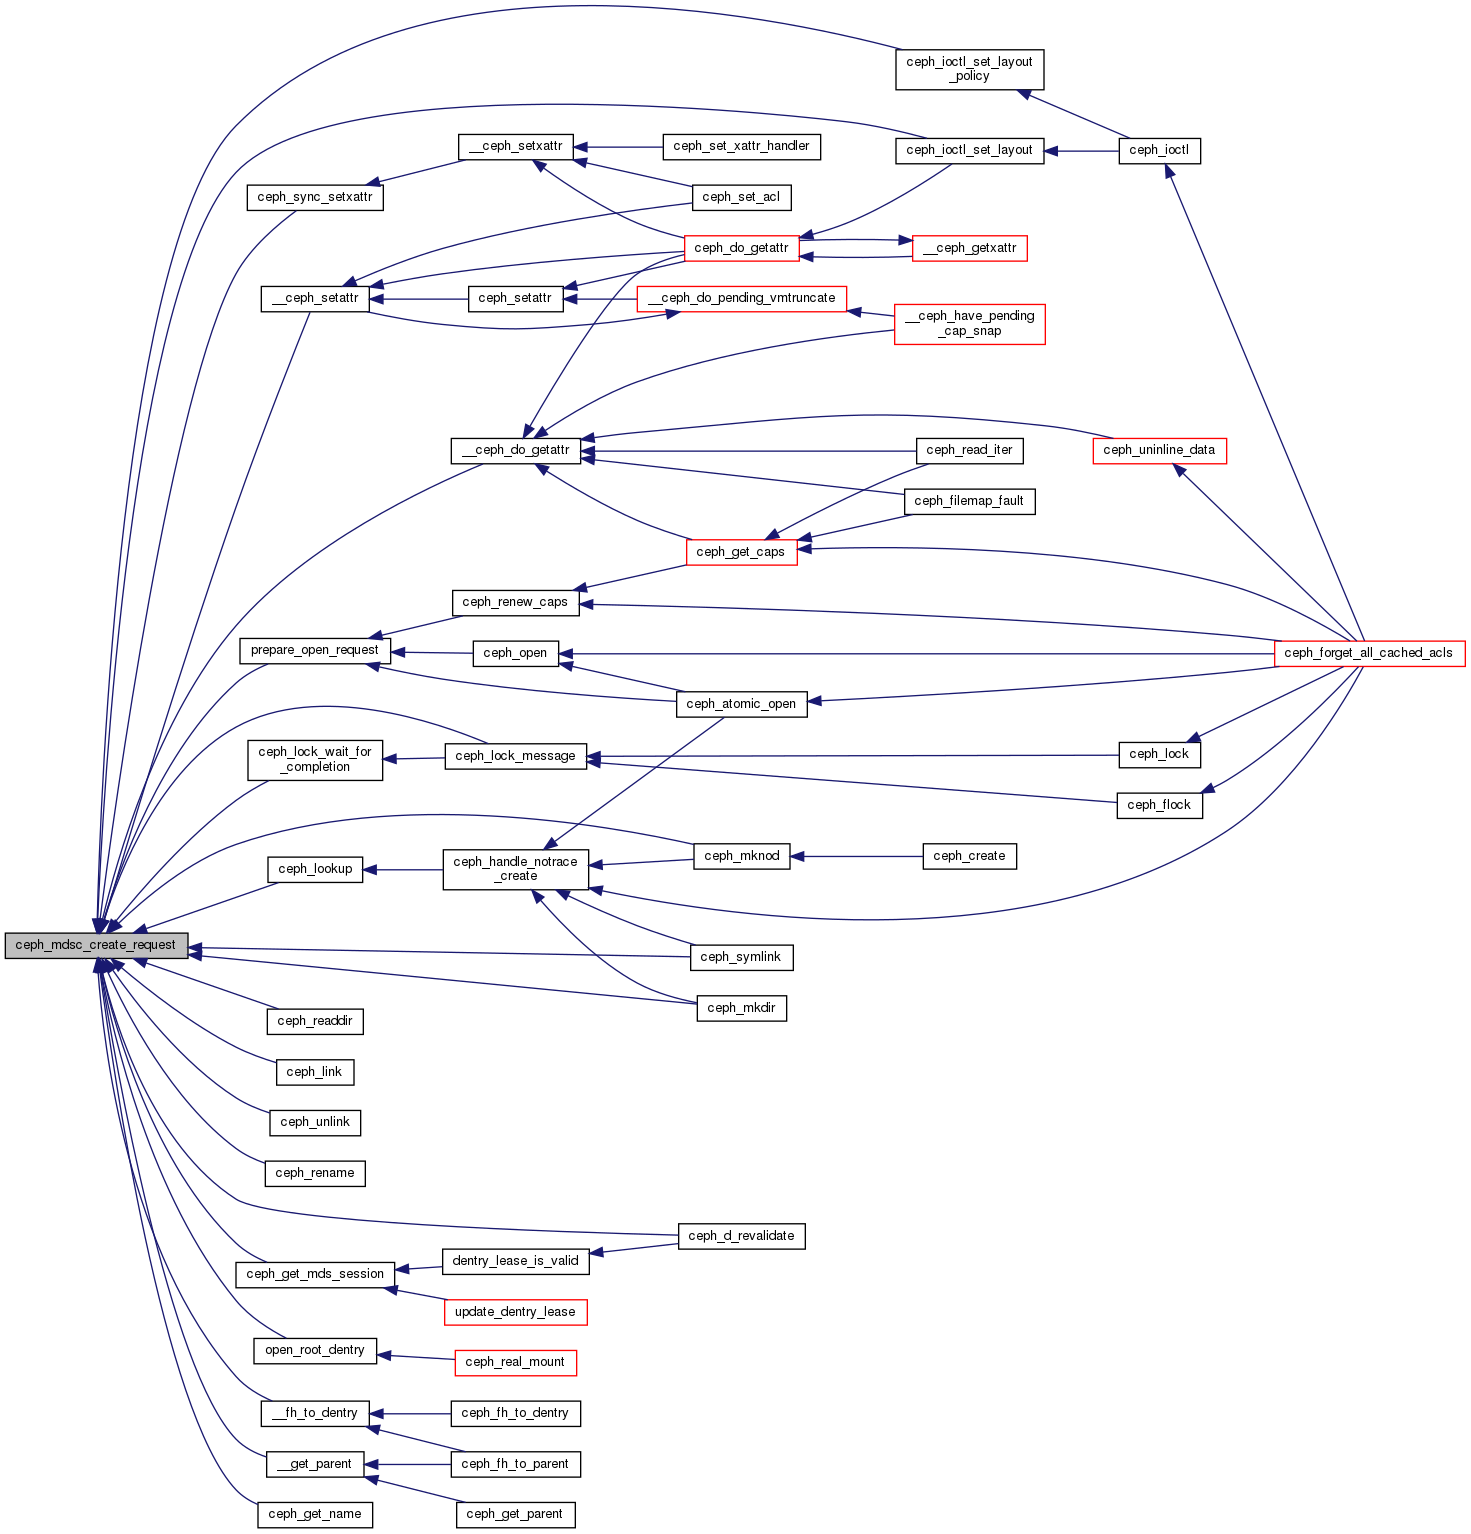 ceph_ioctl_set_layout
_policy
__ceph_setxattr
ceph_set_xattr_handler
ceph_ioctl_set_layout
ceph_ioctl
ceph_sync_setxattr
ceph_set_acl
ceph_do_getattr
__ceph_getxattr
__ceph_setattr
ceph_setattr
__ceph_do_pending_vmtruncate
__ceph_have_pending
_cap_snap
__ceph_do_getattr
ceph_read_iter
ceph_uninline_data
ceph_filemap_fault
ceph_get_caps
ceph_renew_caps
prepare_open_request
ceph_open
ceph_forget_all_cached_acls
ceph_atomic_open
ceph_lock_wait_for
_completion
ceph_lock_message
ceph_lock
ceph_flock
ceph_lookup
ceph_handle_notrace
_create
ceph_mknod
ceph_create
ceph_mdsc_create_request
ceph_symlink
ceph_mkdir
ceph_readdir
ceph_link
ceph_unlink
ceph_rename
ceph_d_revalidate
ceph_get_mds_session
dentry_lease_is_valid
update_dentry_lease
open_root_dentry
ceph_real_mount
__fh_to_dentry
ceph_fh_to_dentry
__get_parent
ceph_fh_to_parent
ceph_get_name
ceph_get_parent